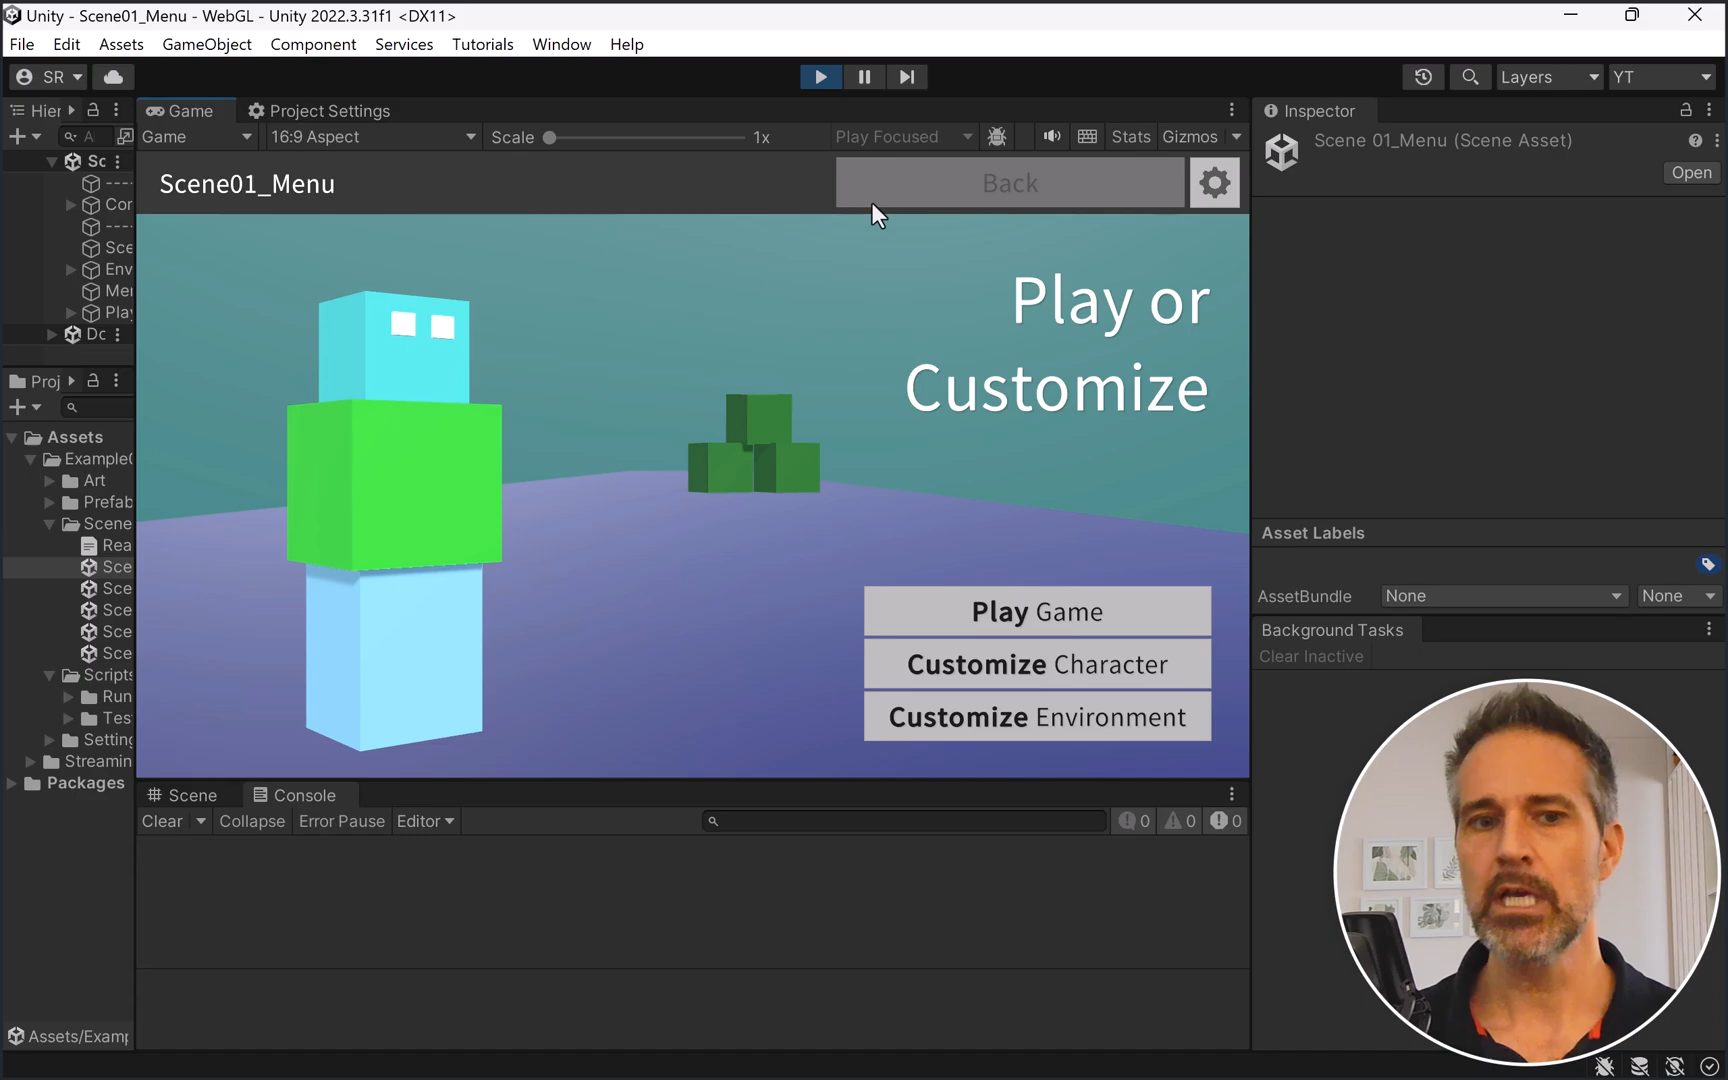 Unity - Scene01_Menu - WebGL - Unity 2022.3.31f1 <DX11>
File Edit Assets GameObject Component Services Tutorials Window Help
SR Layers YT
Hier Game Project Settings Inspector
Game 16:9 Aspect Scale 1x Play Focused Stats Gizmos
Scene 01_Menu (Scene Asset)
Open
Sc
Scene01_Menu Back
----
Cor
----
Sce
Env
Mer
Play
Dc
Play or
Customize
Proj
Assets
Example
Art
Prefab
Scene
Rea
Sce
Sce
Sce
Sce
Sce
Scripts
Run
Tes
Setting
Streamin
Packages
Play Game
Customize Character
Customize Environment
Asset Labels
AssetBundle None None
Background Tasks
Clear Inactive
Scene Console
Clear Collapse Error Pause Editor 0 0 0
Assets/Examp